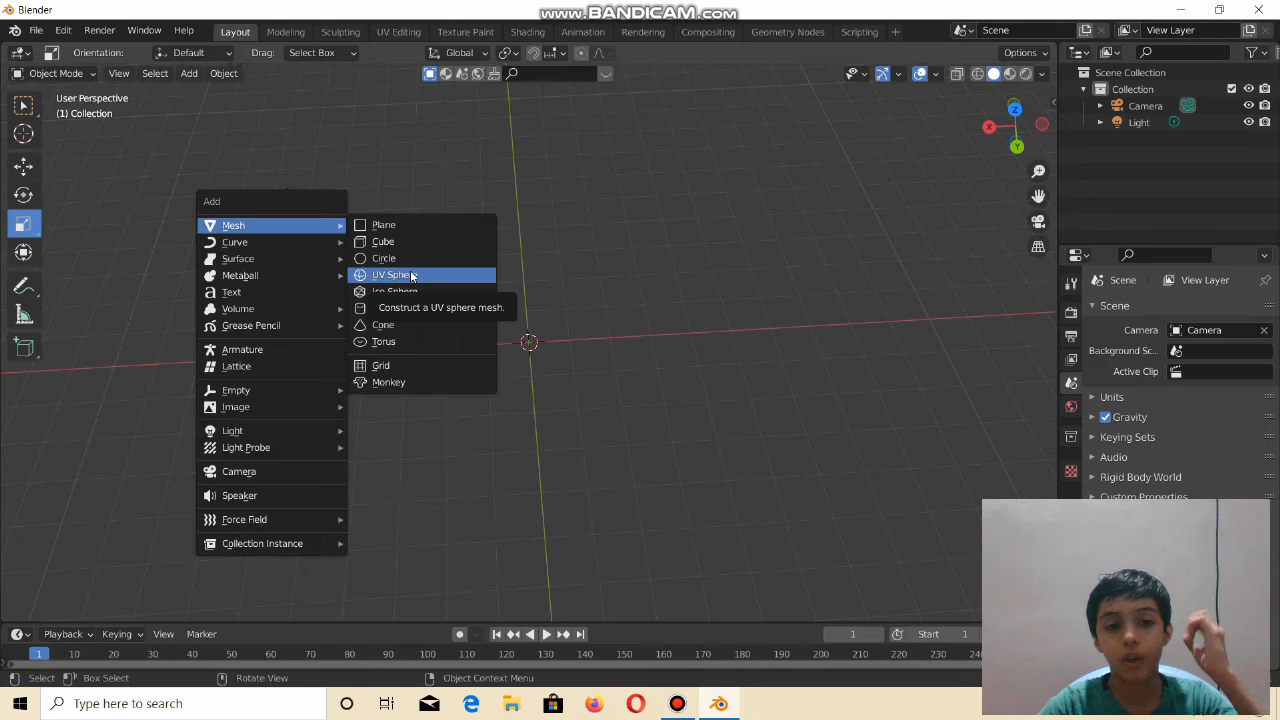 Blender
www.BANDICAM.com
File Edit Render Window Help
Layout Modeling Sculpting UV Editing Texture Paint Shading Animation Rendering Compositing Geometry Nodes Scripting +
Scene
View Layer
Orientation: Default Drag: Select Box
Global
Options
Object Mode View Select Add Object
User Perspective
(1) Collection
Z
X
Y
Scene Collection
Collection
Camera
Light
Add
Mesh
Curve
Surface
Metaball
Text
Volume
Grease Pencil
Armature
Lattice
Empty
Image
Light
Light Probe
Camera
Speaker
Force Field
Collection Instance
Plane
Cube
Circle
UV Sphere
Ico Sphere
Construct a UV sphere mesh.
Cone
Torus
Grid
Monkey
Scene View Layer
Scene
Camera Camera
Background Sc...
Active Clip
Units
Gravity
Keying Sets
Audio
Rigid Body World
Custom Properties
Playback Keying View Marker
1 Start 1
1 10 20 30 40 50 60 70 80 90 100 110 120 130 140 150 160 170 180 190 200 210 220
Select Box Select Rotate View Object Context Menu
Type here to search